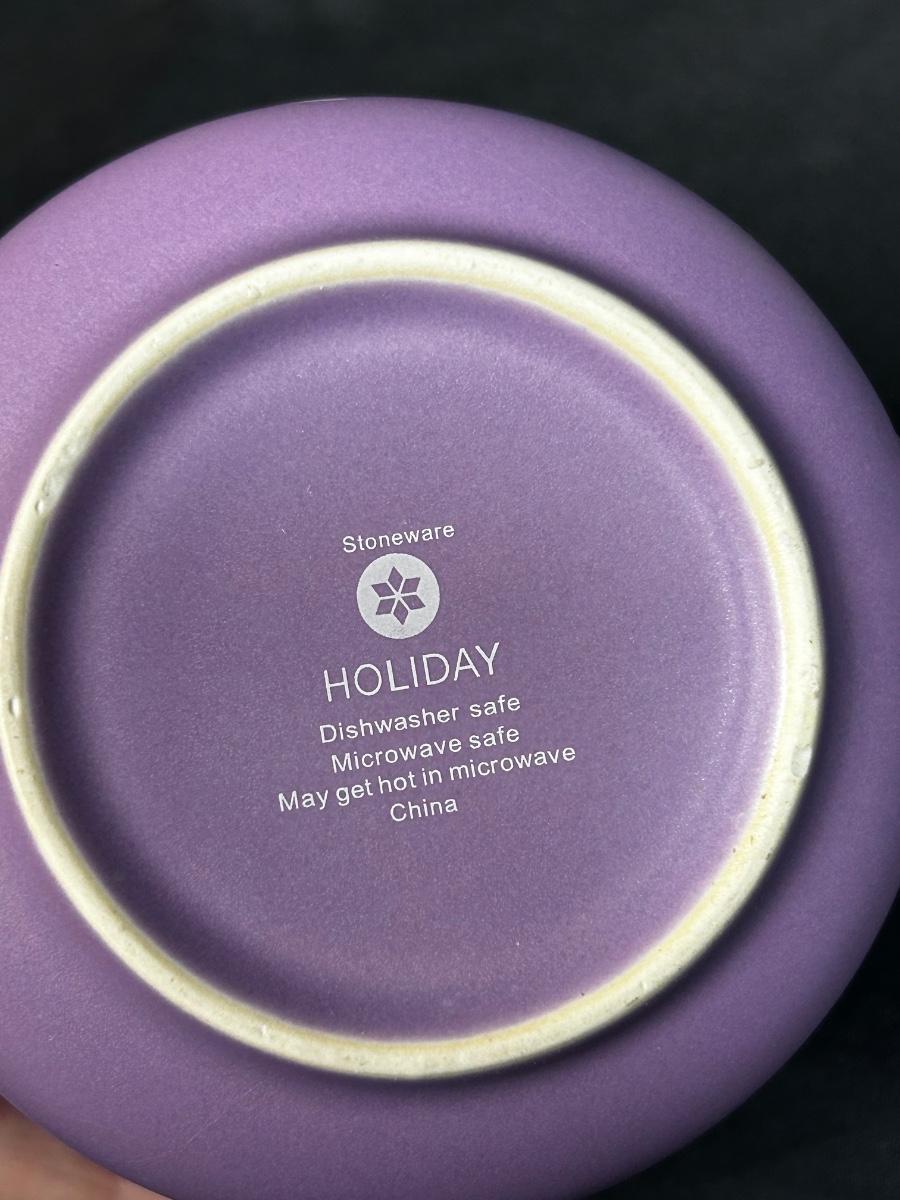 Stoneware
HOLIDAY
Dishwasher safe
Microwave safe
May get hot in microwave
China